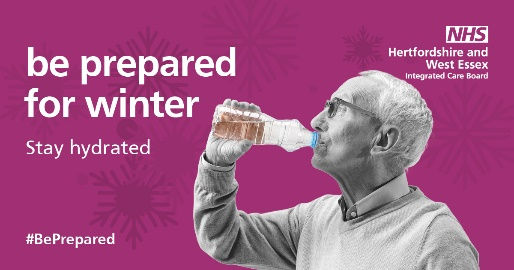 be prepared
for winter
Stay hydrated
#BePrepared
NHS
Hertfordshire and
West Essex
Integrated Care Board